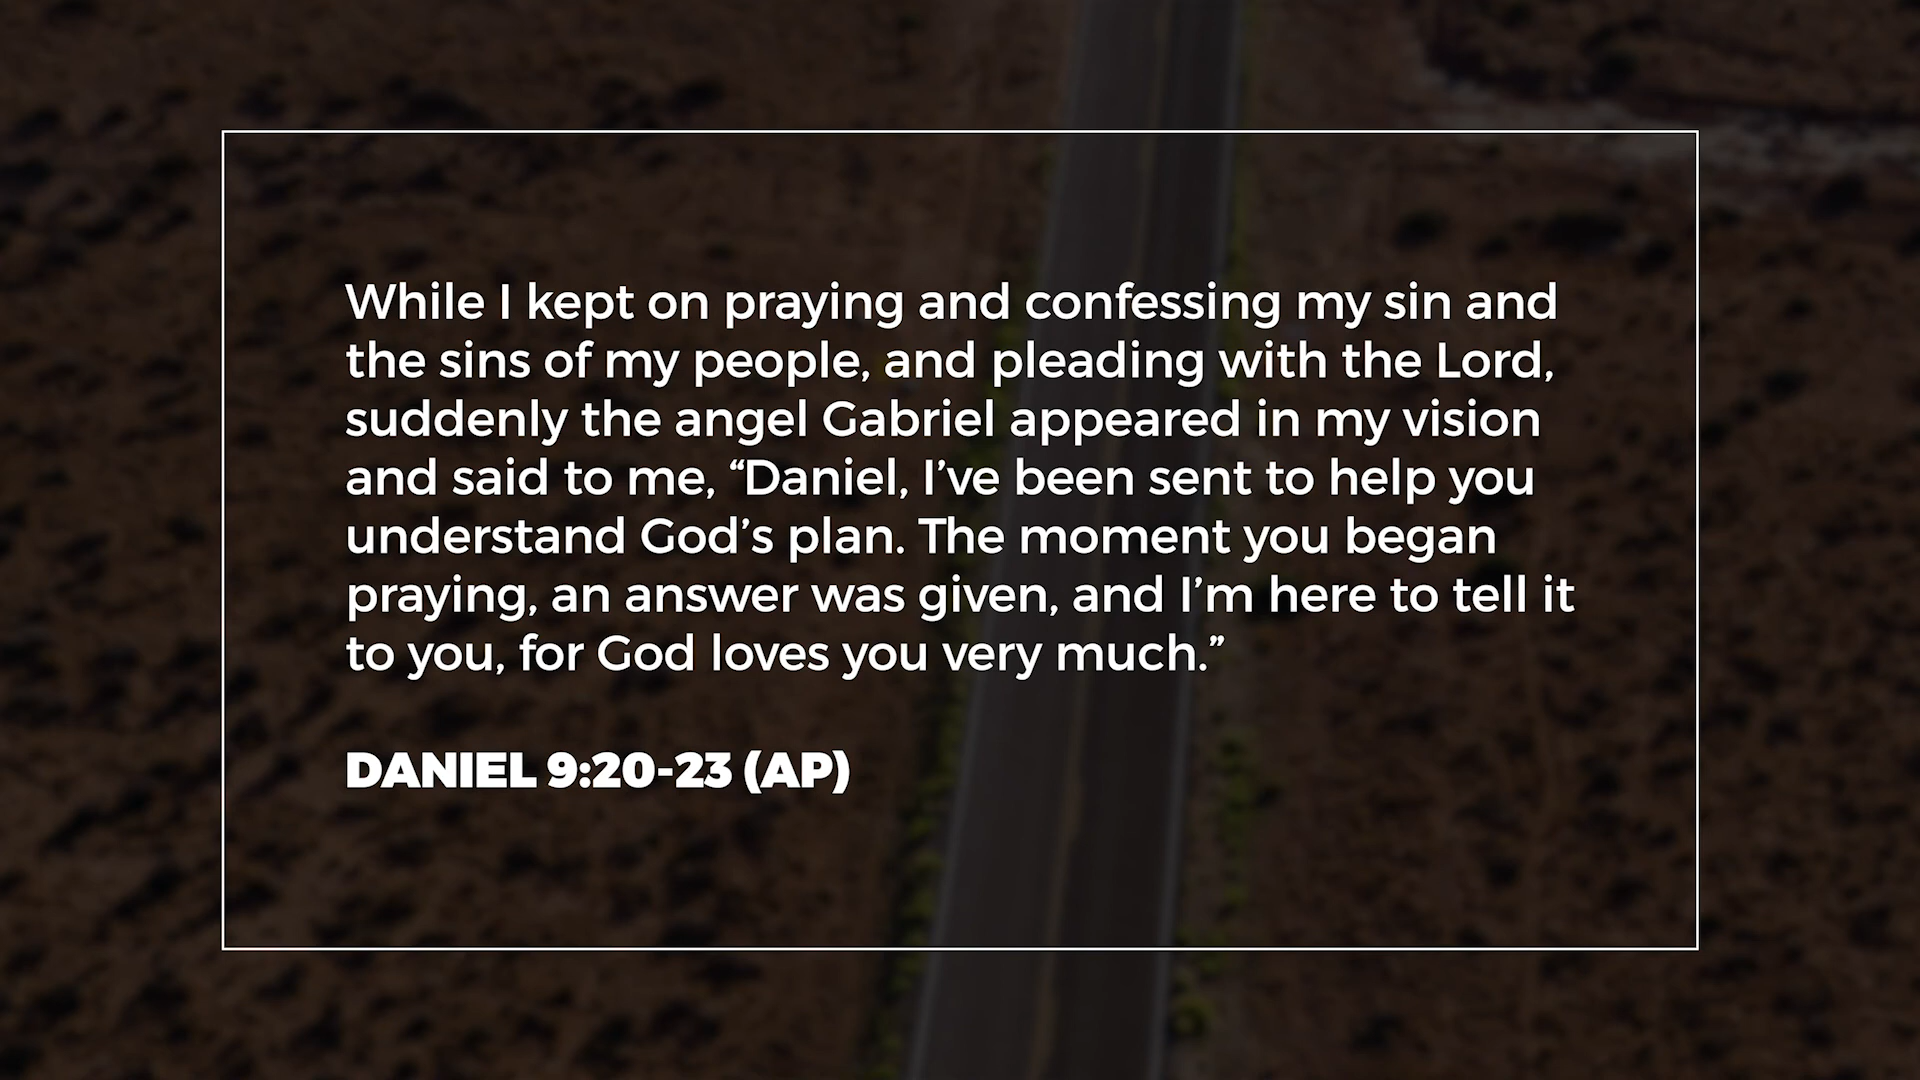 While I kept on praying and confessing my sin and
the sins of my people, and pleading with the Lord,
suddenly the angel Gabriel appeared in my vision
and said to me, “Daniel, I’ve been sent to help you
understand God’s plan. The moment you began
praying, an answer was given, and I’m here to tell it
to you, for God loves you very much.”
DANIEL 9:20-23 (AP)